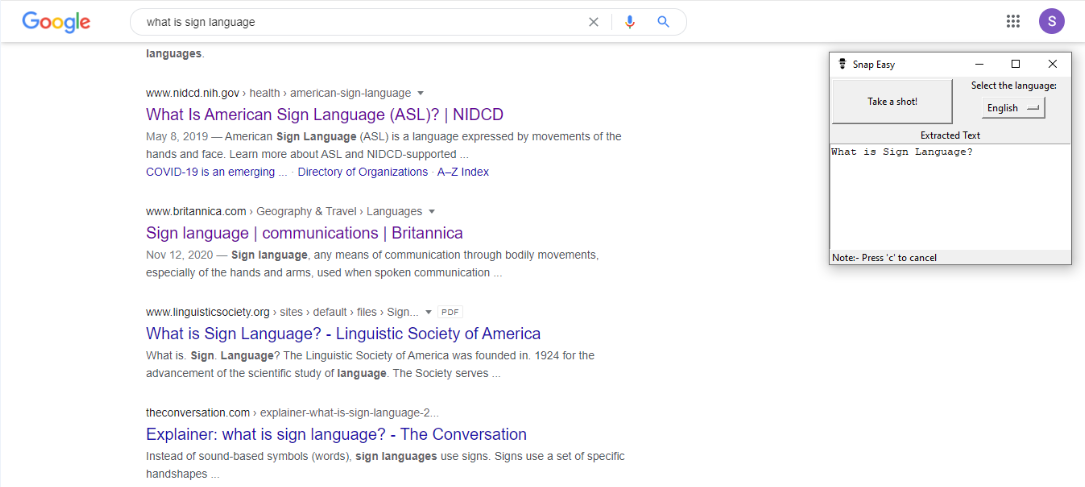 Google
what is sign language
S
languages.
www.nidcd.nih.gov › health › american-sign-language
What Is American Sign Language (ASL)? | NIDCD
May 8, 2019 — American Sign Language (ASL) is a language expressed by movements of the
hands and face. Learn more about ASL and NIDCD-supported ...
COVID-19 is an emerging ... · Directory of Organizations · A–Z Index
www.britannica.com › Geography & Travel › Languages
Sign language | communications | Britannica
Nov 12, 2020 — Sign language, any means of communication through bodily movements,
especially of the hands and arms, used when spoken communication ...
www.linguisticsociety.org › sites › default › files › Sign... PDF
What is Sign Language? - Linguistic Society of America
What is. Sign. Language? The Linguistic Society of America was founded in. 1924 for the
advancement of the scientific study of language. The Society serves ...
theconversation.com › explainer-what-is-sign-language-2...
Explainer: what is sign language? - The Conversation
Instead of sound-based symbols (words), sign languages use signs. Signs use a set of specific
handshapes ...
Snap Easy
Take a shot!
Select the language:
English
Extracted Text
What is Sign Language?
Note:- Press 'c' to cancel